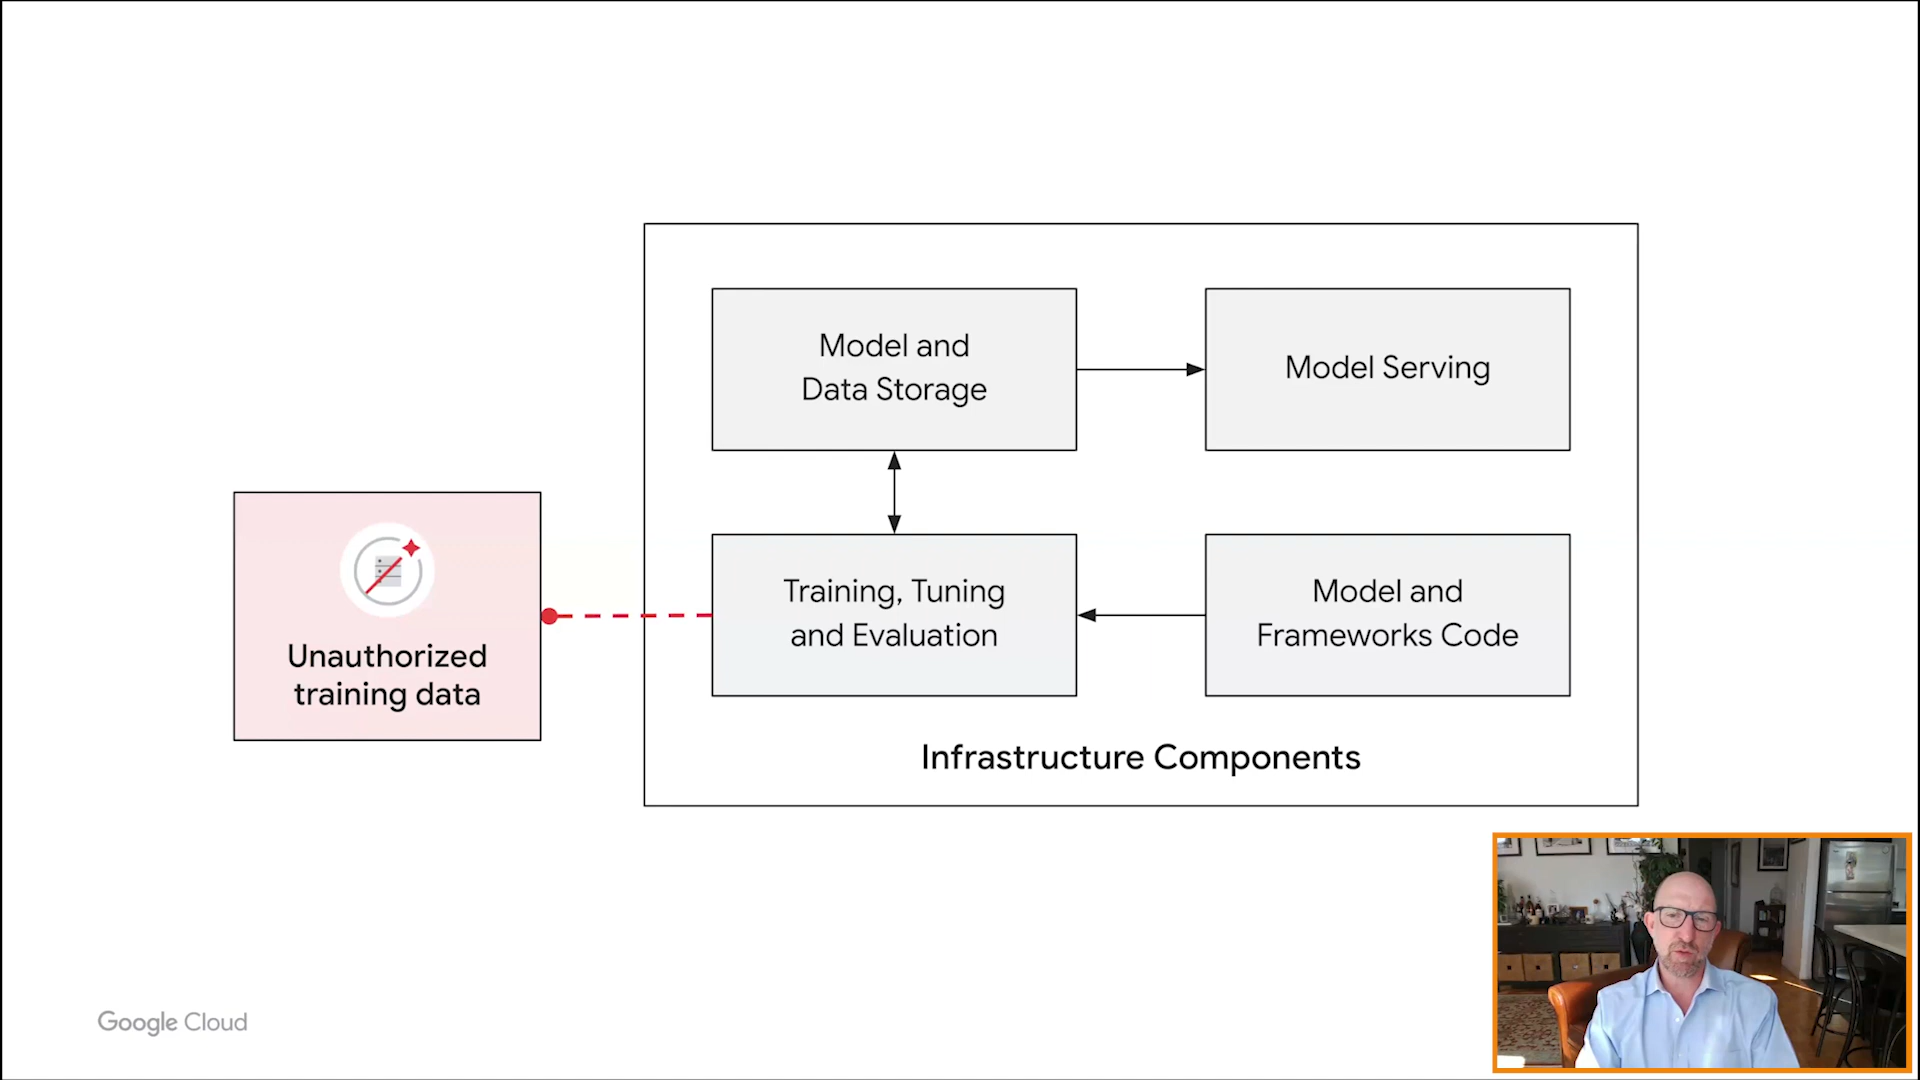 Model and
Data Storage
Model Serving
Unauthorized
training data
Training, Tuning
and Evaluation
Model and
Frameworks Code
Infrastructure Components
Google Cloud